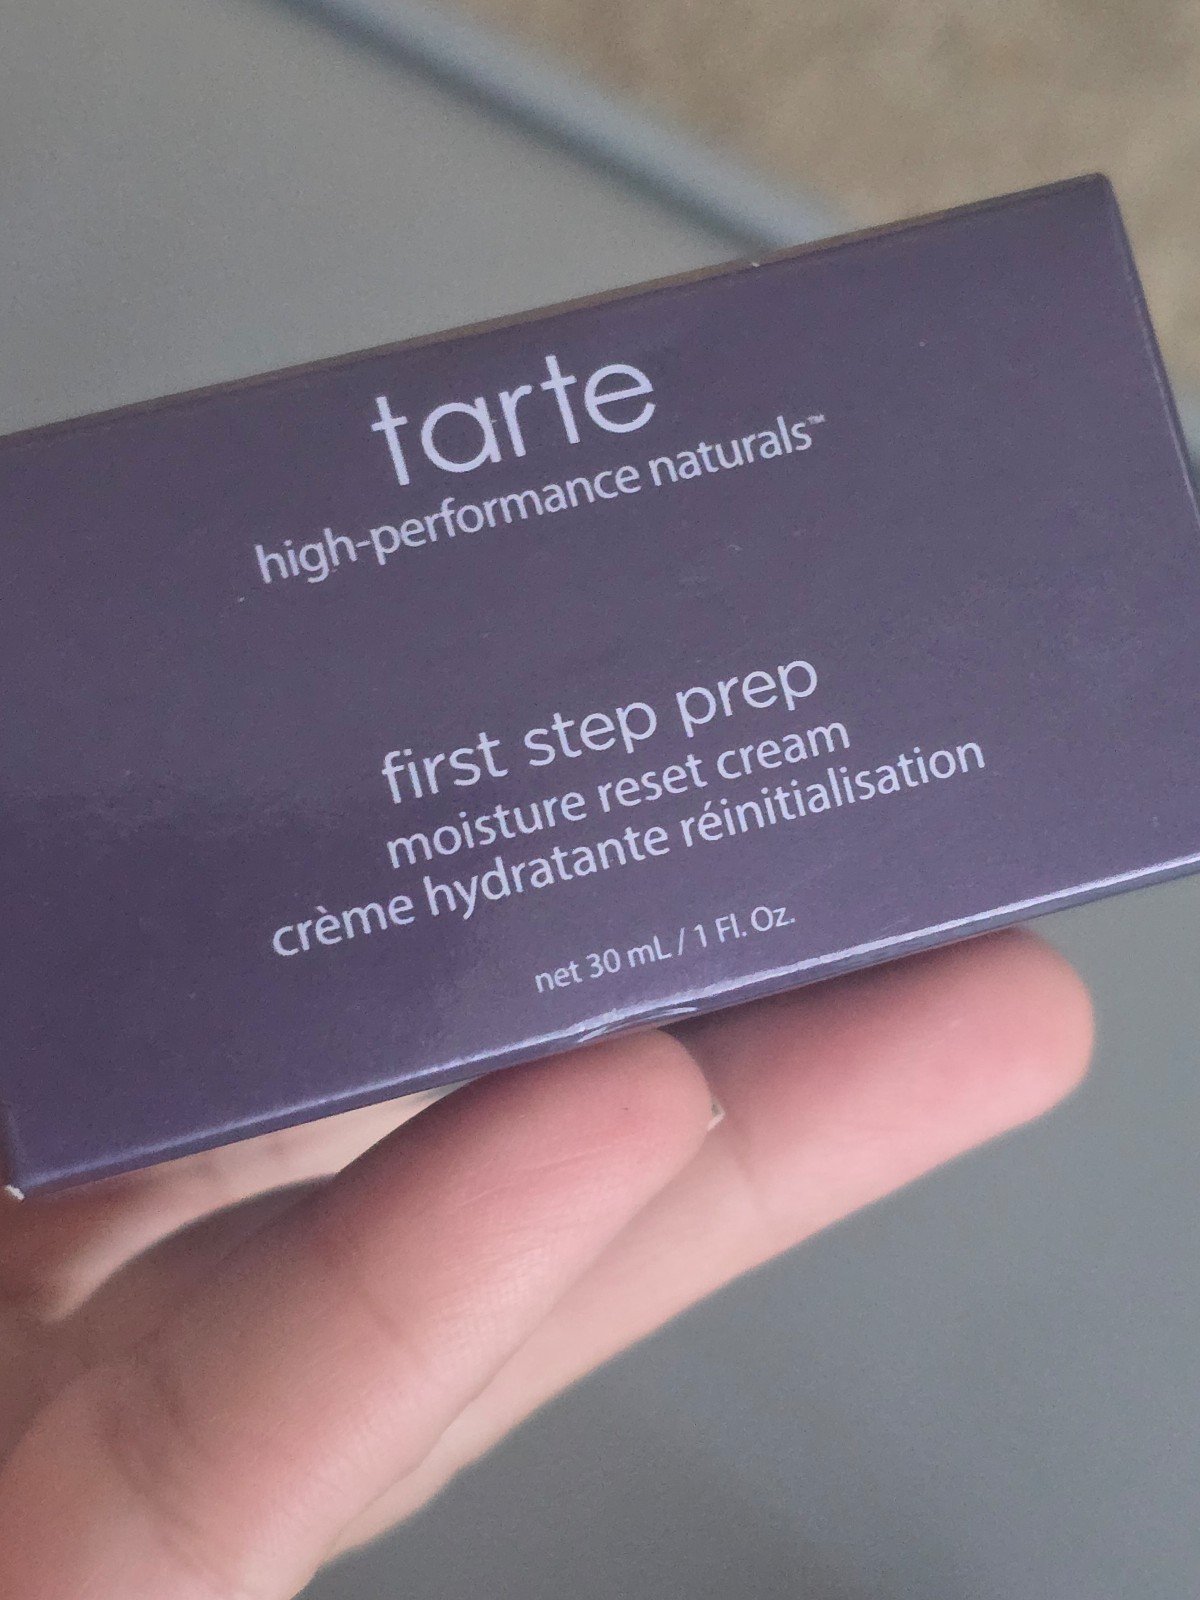 tarte
high-performance naturals™
first step prep
moisture reset cream
crème hydratante réinitialisation
net 30 mL / 1 Fl. Oz.